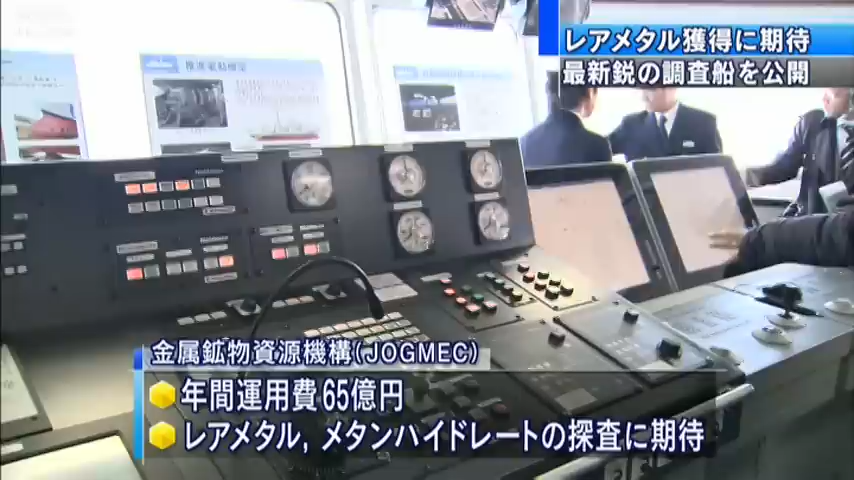 レアメタル獲得に期待
最新鋭の調査船を公開
金属鉱物資源機構(JOGMEC)
年間運用費65億円
レアメタル，メタンハイドレートの探査に期待